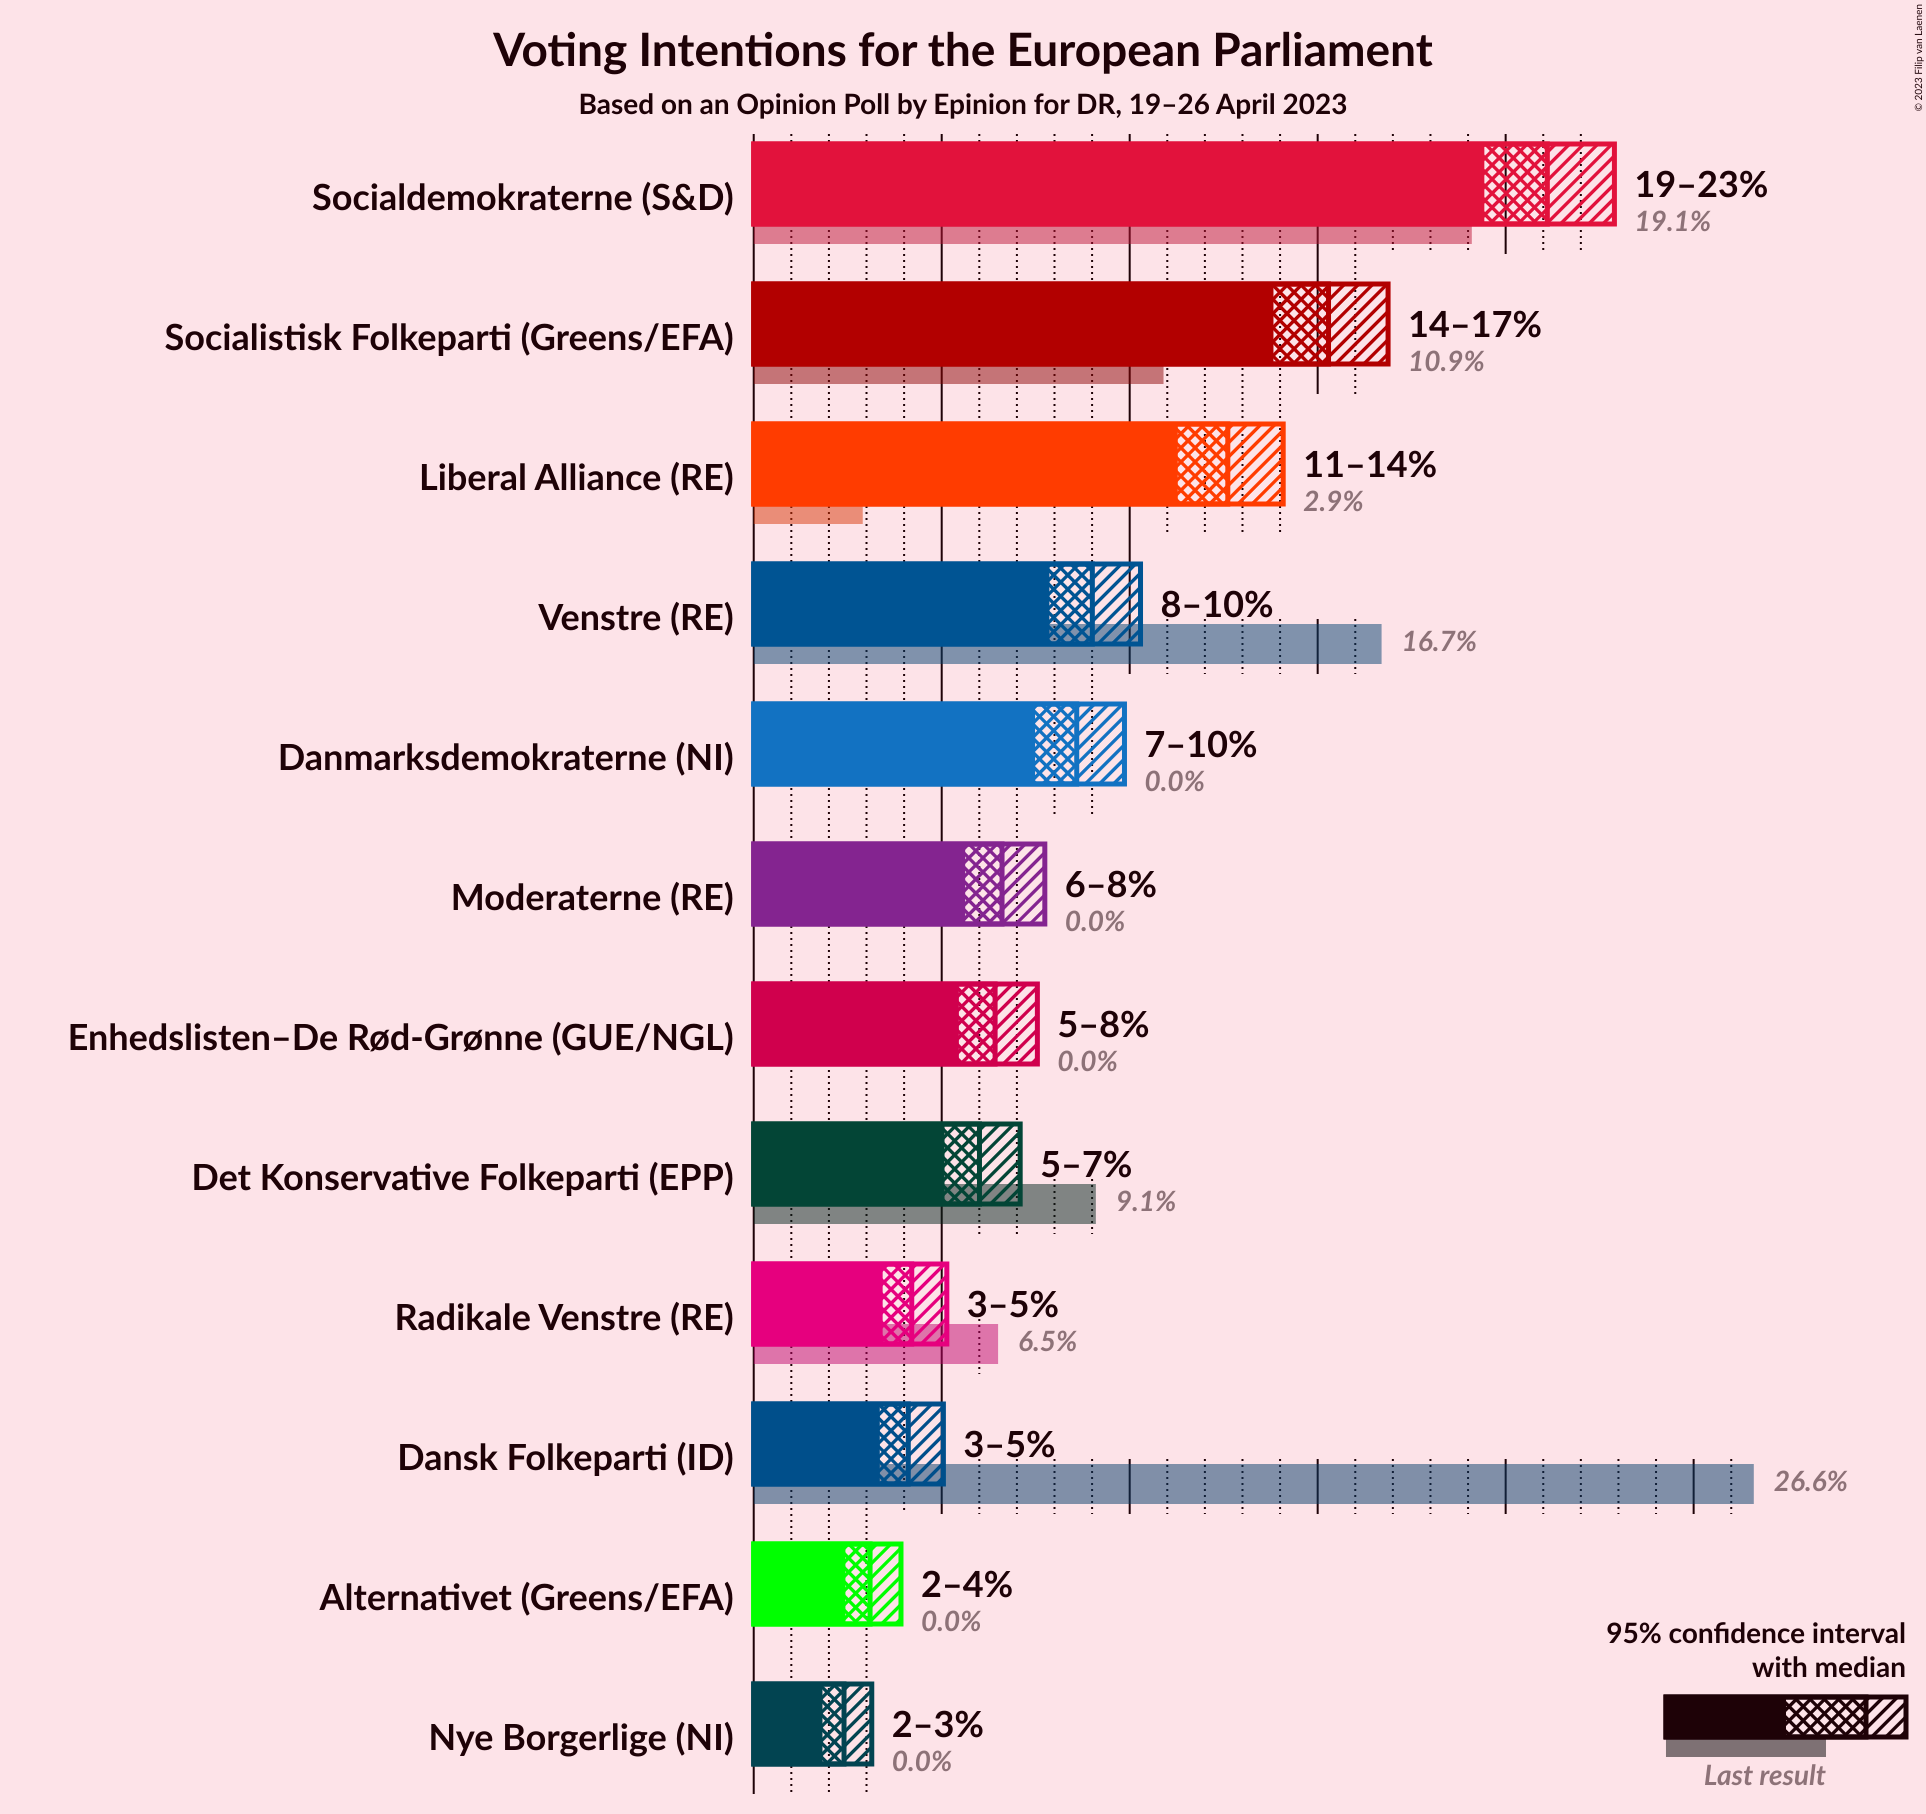 Voting Intentions for the European Parliament
Based on an Opinion Poll by Epinion for DR, 19–26 April 2023
© 2023 Filip van Laenen
Socialdemokraterne (S&D)
19–23%
19.1%
Socialistisk Folkeparti (Greens/EFA)
14–17%
10.9%
Liberal Alliance (RE)
11–14%
2.9%
Venstre (RE)
8–10%
16.7%
Danmarksdemokraterne (NI)
7–10%
0.0%
Moderaterne (RE)
6–8%
0.0%
Enhedslisten–De Rød-Grønne (GUE/NGL)
5–8%
0.0%
Det Konservative Folkeparti (EPP)
5–7%
9.1%
Radikale Venstre (RE)
3–5%
6.5%
Dansk Folkeparti (ID)
3–5%
26.6%
Alternativet (Greens/EFA)
2–4%
0.0%
Nye Borgerlige (NI)
2–3%
0.0%
95% confidence interval
with median
Last result